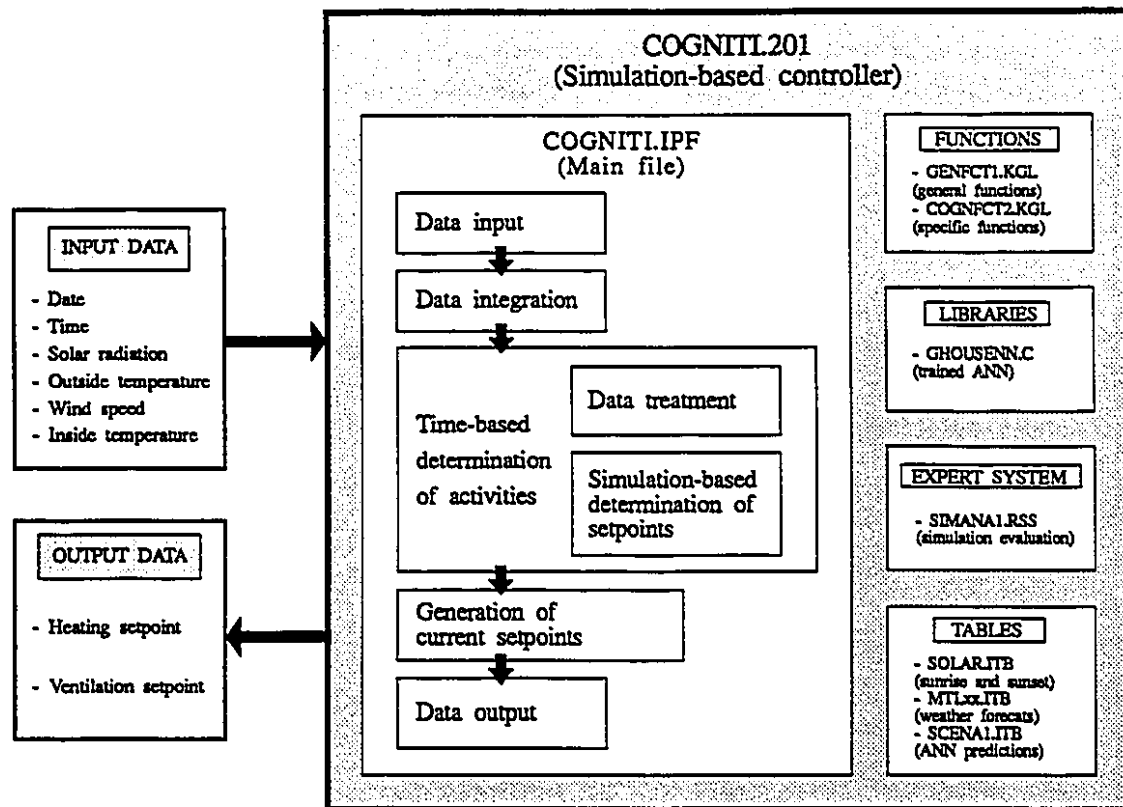 COGNITI.201
(Simulation-based controller)
INPUT DATA
- Date
- Time
- Solar radiation
- Outside temperature
- Wind speed
- Inside temperature
OUTPUT DATA
- Heating setpoint
- Ventilation setpoint
COGNITI.IPF
(Main file)
Data input
Data integration
Time-based
determination
of activities
Data treatment
Simulation-based
determination of
setpoints
Generation of
current setpoints
Data output
FUNCTIONS
- GENFCT1.KGL
(general functions)
- COGNFCT2.KGL
(specific functions)
LIBRARIES
- GHOUSENN.C
(trained ANN)
EXPERT SYSTEM
- SIMANA1.RSS
(simulation evaluation)
TABLES
- SOLAR.ITB
(sunrise and sunset)
- MTLxx.ITB
(weather forecats)
- SCENA1.ITB
(ANN predictions)